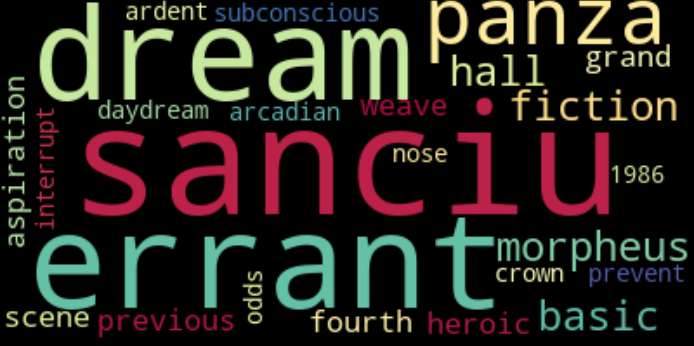 ardent subconscious
dream panza
hall grand
aspiration
interrupt
daydream arcadian weave fiction
sanciu
nose
1986
errant
morpheus
crown prevent
odds
scene previous fourth heroic basic